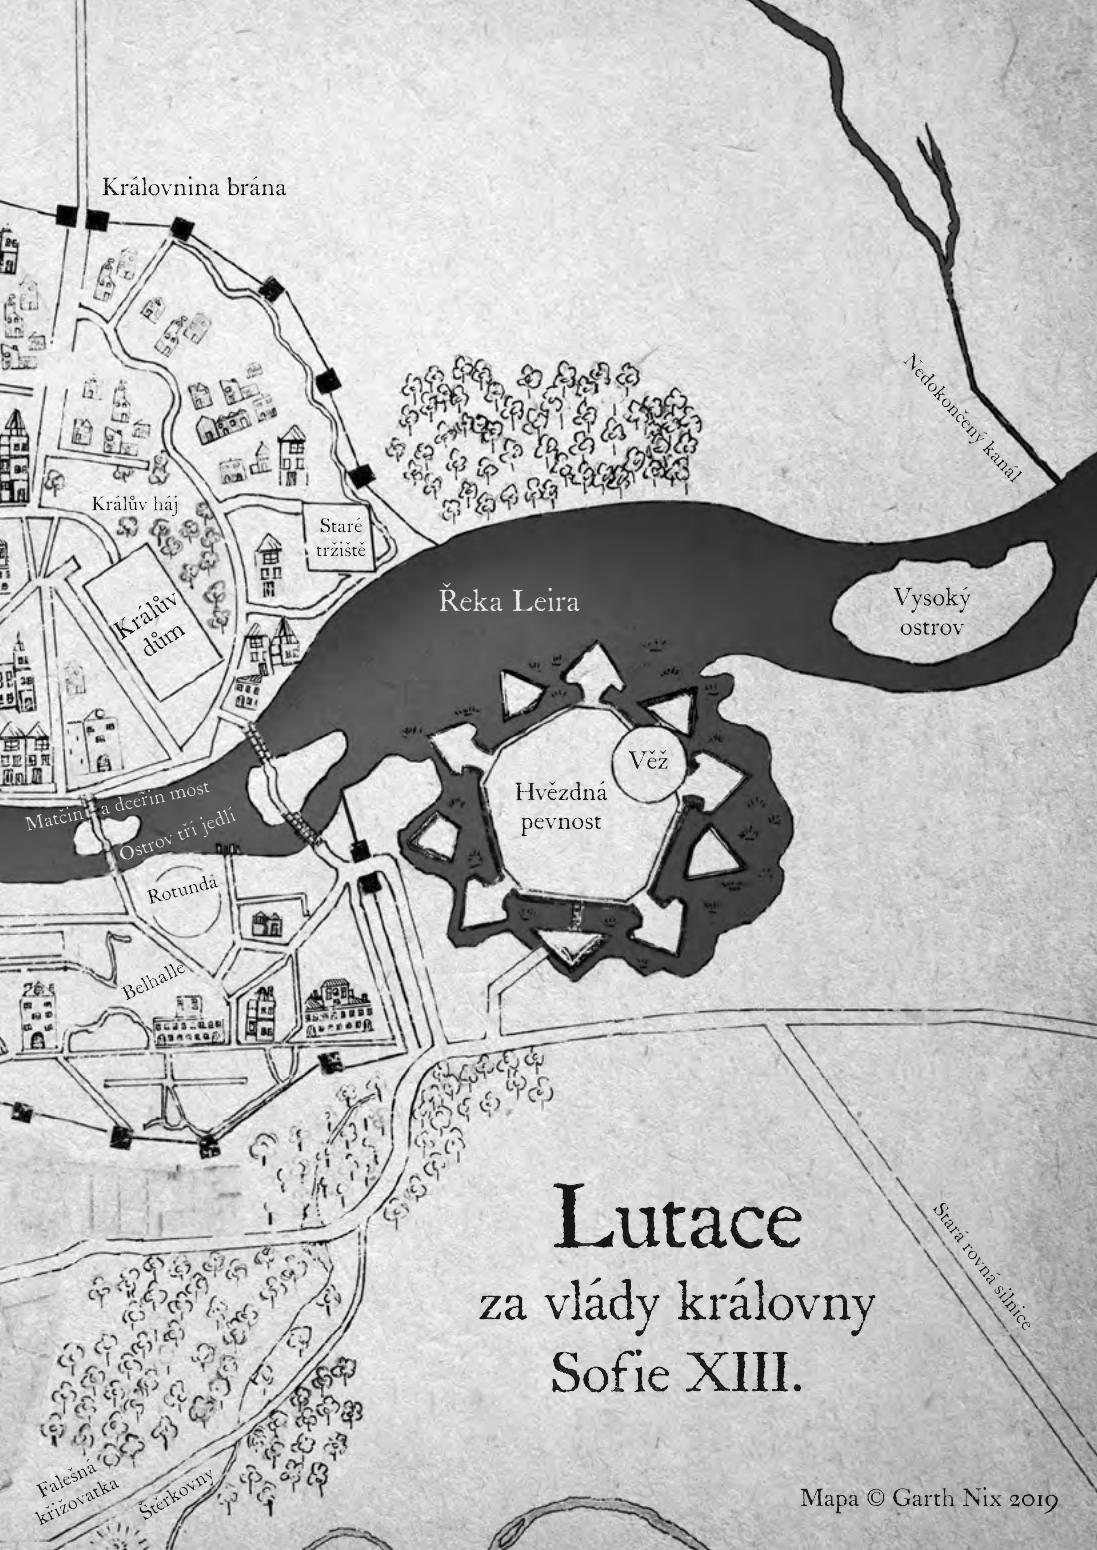 Královnina brána
Nedokončený kanál
Králův háj
Staré
tržiště
Králův
dům
Řeka Leira
Vysoký
ostrov
Věž
Hvězdná
pevnost
Matčin a dceřin most
Ostrov tří jedlí
Rotunda
Belhalle
Lutace
za vlády královny
Sofie XIII.
Stará rovná silnice
Falešná
křižovatka
Štěrkovny
Mapa © Garth Nix 2019